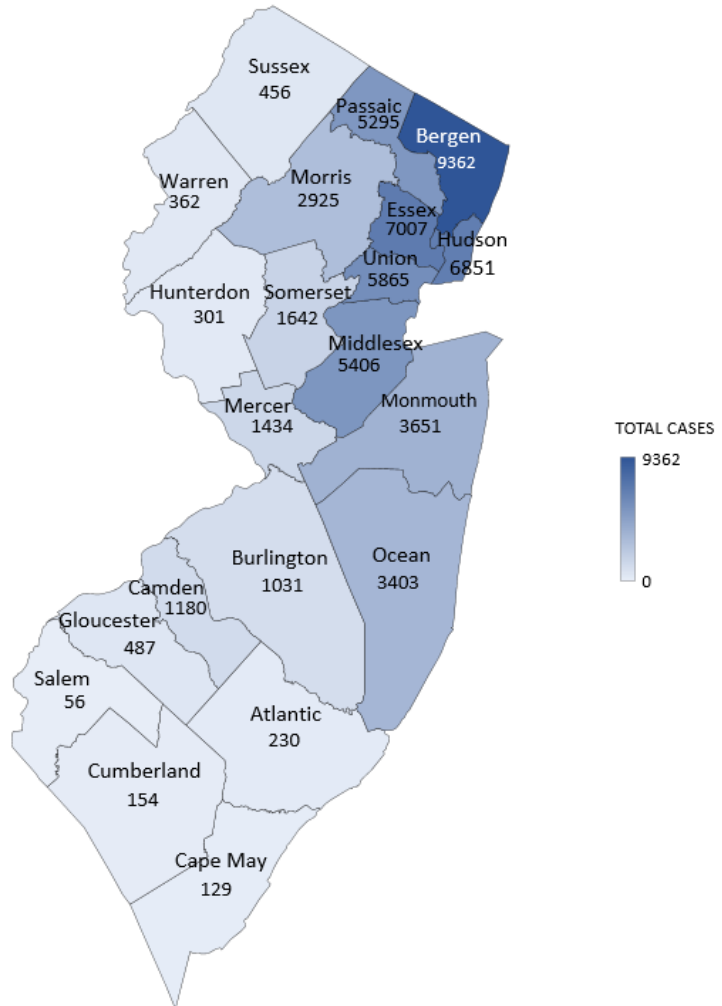 Sussex
456
Passaic
5295
Bergen
9362
Warren
362
Morris
2925
Essex
7007
Hudson
6851
Union
5865
Hunterdon
301
Somerset
1642
Middlesex
5406
Mercer
1434
Monmouth
3651
TOTAL CASES
9362
0
Burlington
1031
Ocean
3403
Camden
1180
Gloucester
487
Salem
56
Atlantic
230
Cumberland
154
Cape May
129